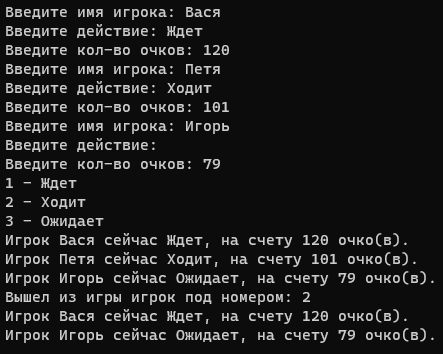 Введите имя игрока: Вася
Введите действие: Ждет
Введите кол-во очков: 120
Введите имя игрока: Петя
Введите действие: Ходит
Введите кол-во очков: 101
Введите имя игрока: Игорь
Введите действие:
Введите кол-во очков: 79
1 - Ждет
2 - Ходит
3 - Ожидает
Игрок Вася сейчас Ждет, на счету 120 очко(в).
Игрок Петя сейчас Ходит, на счету 101 очко(в).
Игрок Игорь сейчас Ожидает, на счету 79 очко(в).
Вышел из игры игрок под номером: 2
Игрок Вася сейчас Ждет, на счету 120 очко(в).
Игрок Игорь сейчас Ожидает, на счету 79 очко(в).